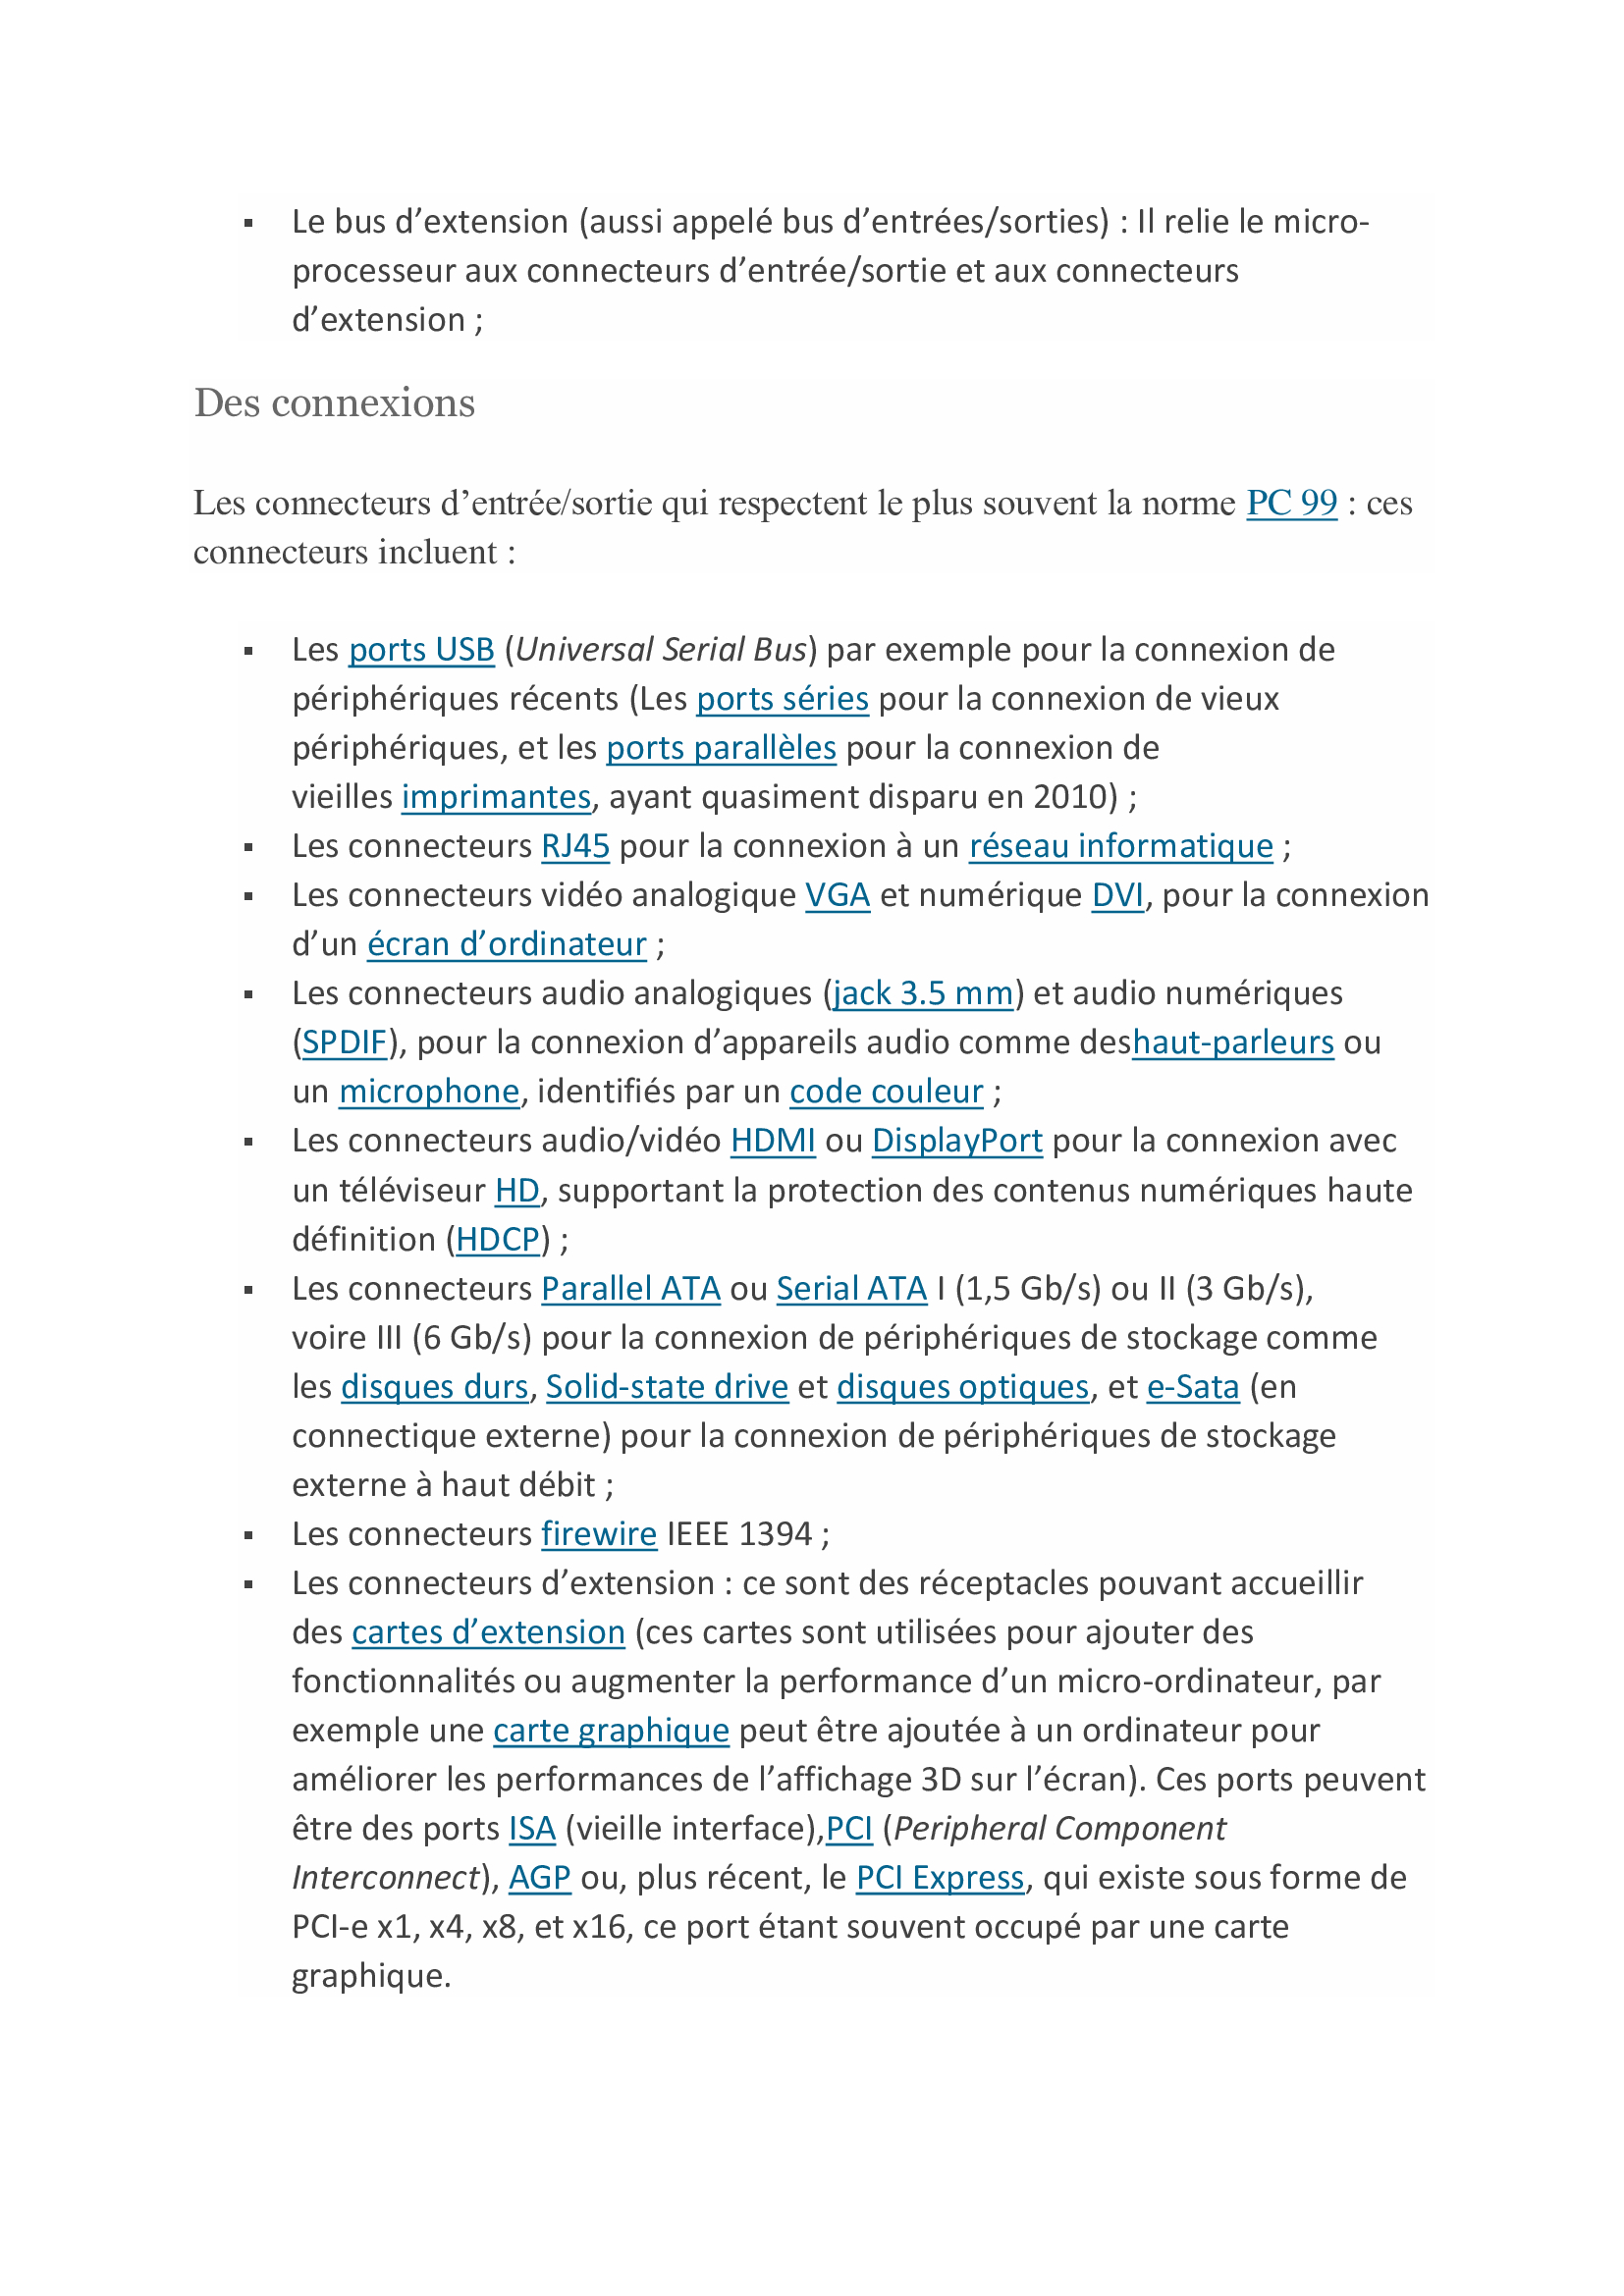 ▪ Le bus d’extension (aussi appelé bus d’entrées/sorties) : Il relie le micro-
processeur aux connecteurs d’entrée/sortie et aux connecteurs
d’extension ;
Des connexions
Les connecteurs d’entrée/sortie qui respectent le plus souvent la norme PC 99 : ces
connecteurs incluent :
▪ Les ports USB (Universal Serial Bus) par exemple pour la connexion de
périphériques récents (Les ports séries pour la connexion de vieux
périphériques, et les ports parallèles pour la connexion de
vieilles imprimantes, ayant quasiment disparu en 2010) ;
▪ Les connecteurs RJ45 pour la connexion à un réseau informatique ;
▪ Les connecteurs vidéo analogique VGA et numérique DVI, pour la connexion
d’un écran d’ordinateur ;
▪ Les connecteurs audio analogiques (jack 3.5 mm) et audio numériques
(SPDIF), pour la connexion d’appareils audio comme deshaut-parleurs ou
un microphone, identifiés par un code couleur ;
▪ Les connecteurs audio/vidéo HDMI ou DisplayPort pour la connexion avec
un téléviseur HD, supportant la protection des contenus numériques haute
définition (HDCP) ;
▪ Les connecteurs Parallel ATA ou Serial ATA I (1,5 Gb/s) ou II (3 Gb/s),
voire III (6 Gb/s) pour la connexion de périphériques de stockage comme
les disques durs, Solid-state drive et disques optiques, et e-Sata (en
connectique externe) pour la connexion de périphériques de stockage
externe à haut débit ;
▪ Les connecteurs firewire IEEE 1394 ;
▪ Les connecteurs d’extension : ce sont des réceptacles pouvant accueillir
des cartes d’extension (ces cartes sont utilisées pour ajouter des
fonctionnalités ou augmenter la performance d’un micro-ordinateur, par
exemple une carte graphique peut être ajoutée à un ordinateur pour
améliorer les performances de l’affichage 3D sur l’écran). Ces ports peuvent
être des ports ISA (vieille interface),PCI (Peripheral Component
Interconnect), AGP ou, plus récent, le PCI Express, qui existe sous forme de
PCI-e x1, x4, x8, et x16, ce port étant souvent occupé par une carte
graphique.